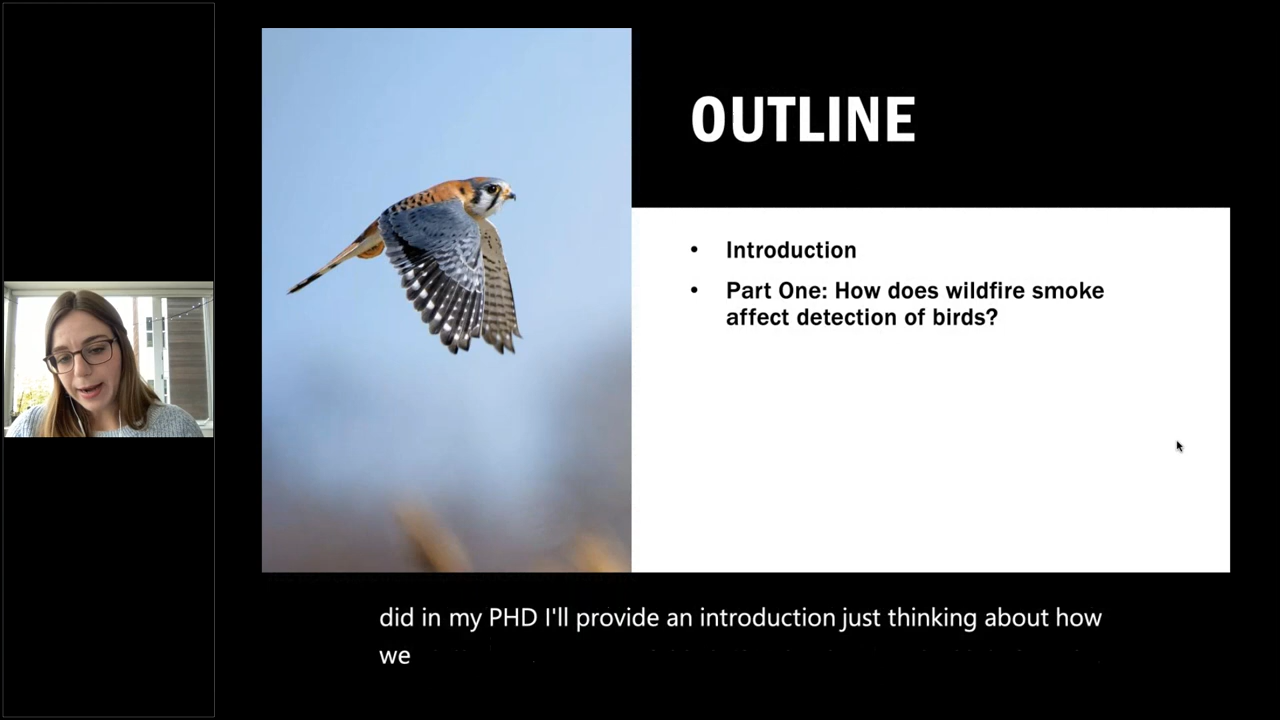 OUTLINE
• Introduction
• Part One: How does wildfire smoke
affect detection of birds?
did in my PHD I'll provide an introduction just thinking about how
we